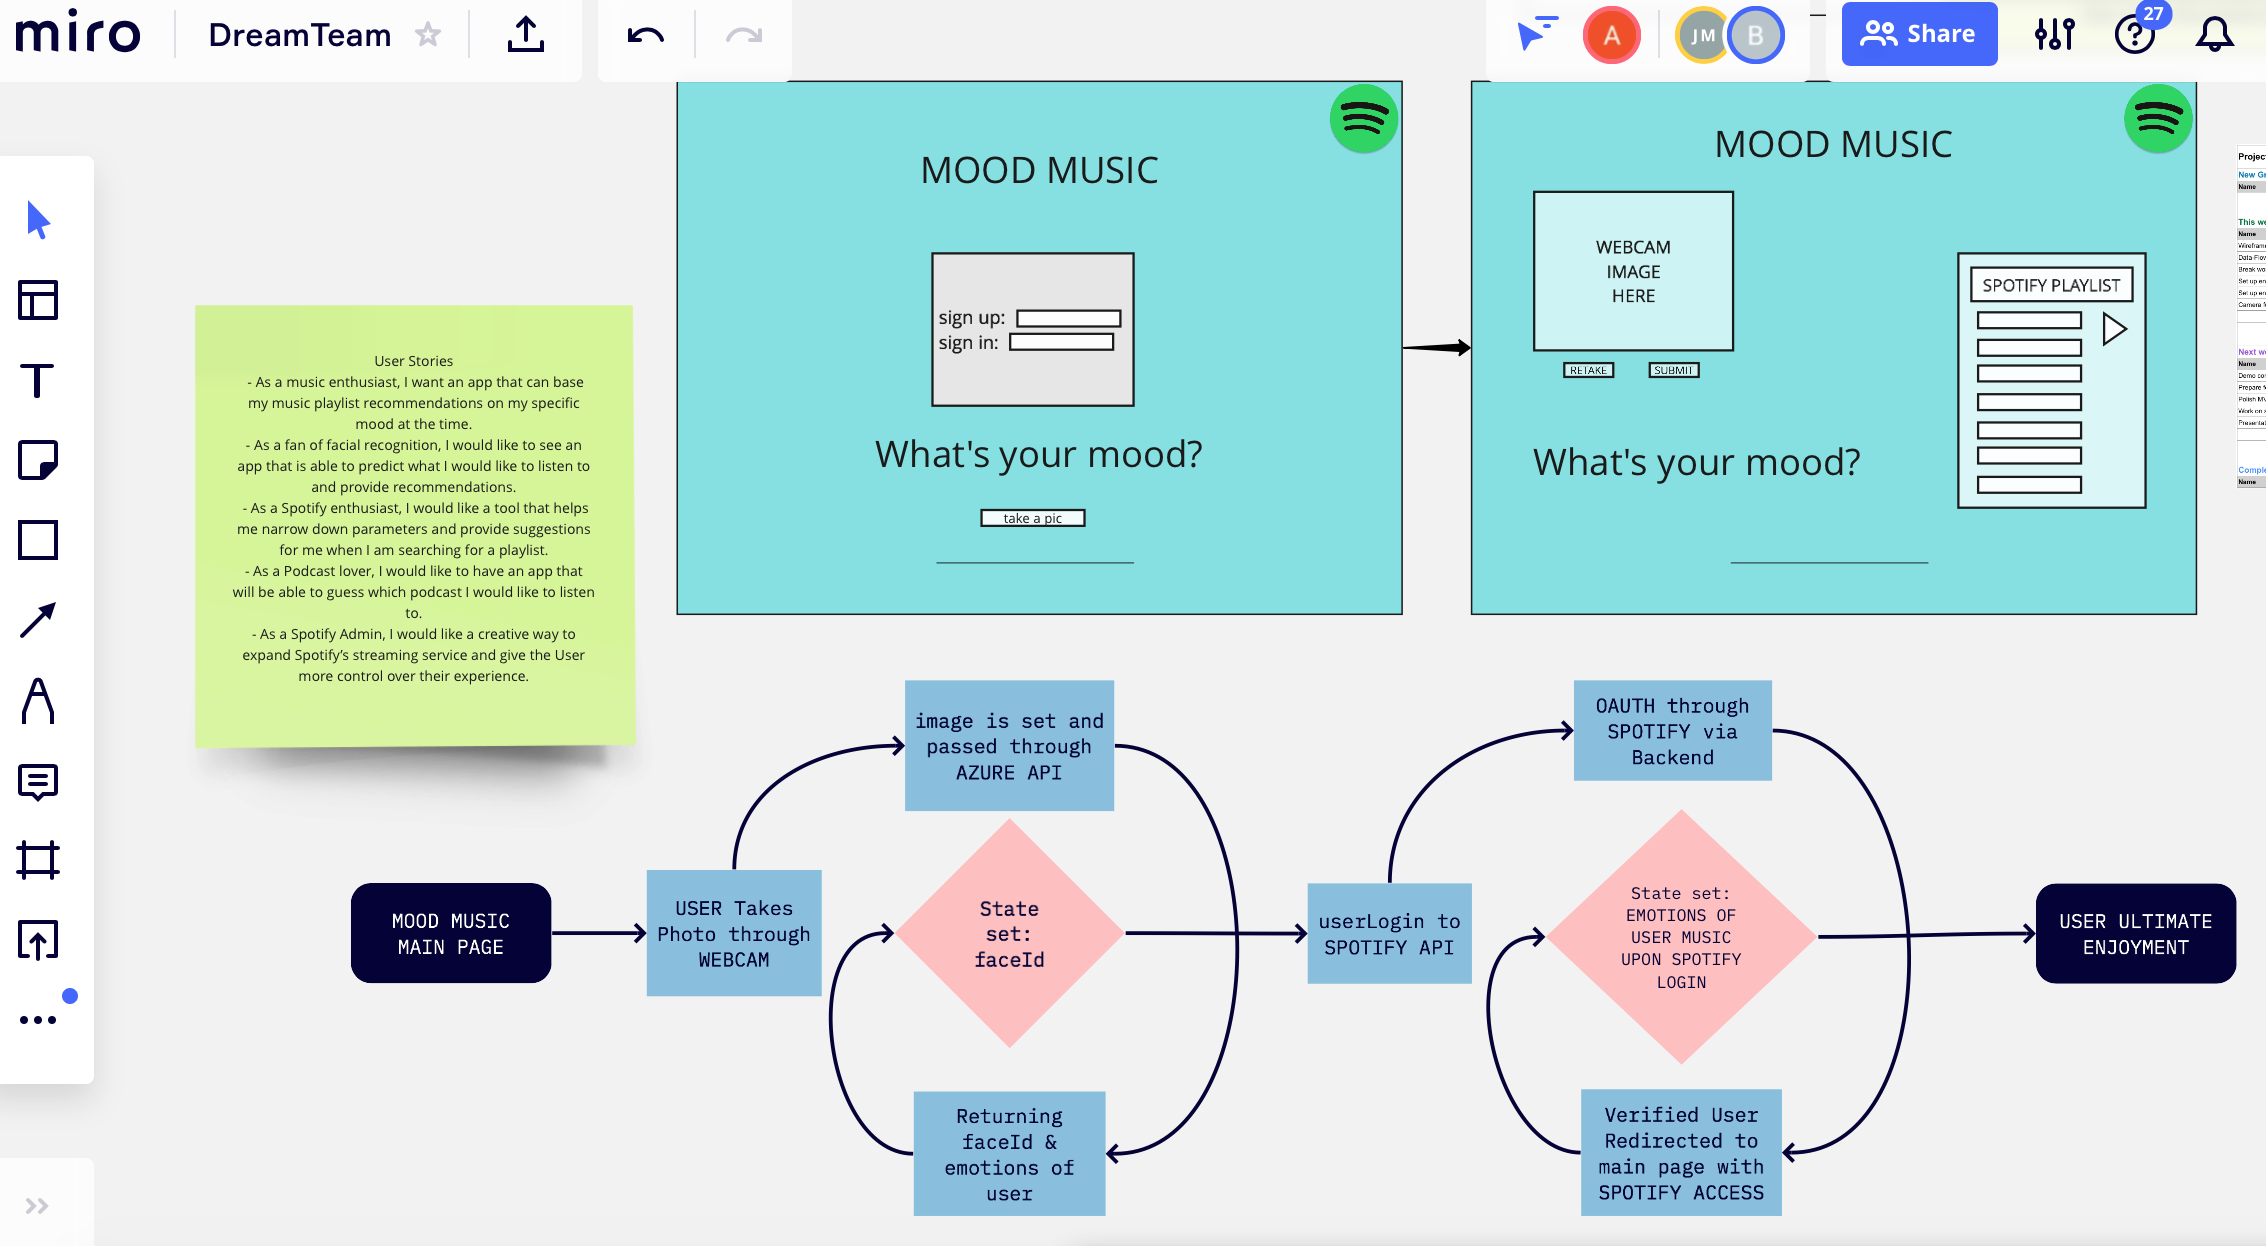 miro
DreamTeam
A
JM
B
Share
27
MOOD MUSIC
sign up:
sign in:
What's your mood?
take a pic
MOOD MUSIC
WEBCAM
IMAGE
HERE
RETAKE
SUBMIT
What's your mood?
SPOTIFY PLAYLIST
User Stories
- As a music enthusiast, I want an app that can base
my music playlist recommendations on my specific
mood at the time.
- As a fan of facial recognition, I would like to see an
app that is able to predict what I would like to listen to
and provide recommendations.
- As a Spotify enthusiast, I would like a tool that helps
me narrow down parameters and provide suggestions
for me when I am searching for a playlist.
- As a Podcast lover, I would like to have an app that
will be able to guess which podcast I would like to listen
to.
- As a Spotify Admin, I would like a creative way to
expand Spotify's streaming service and give the User
more control over their experience.
Name
Name
Name
Name
MOOD MUSIC
MAIN PAGE
USER Takes
Photo through
WEBCAM
image is set and
passed through
AZURE API
State
set:
faceId
Returning
faceId &
emotions of
user
userLogin to
SPOTIFY API
OAUTH through
SPOTIFY via
Backend
State set:
EMOTIONS OF
USER MUSIC
UPON SPOTIFY
LOGIN
Verified User
Redirected to
main page with
SPOTIFY ACCESS
USER ULTIMATE
ENJOYMENT